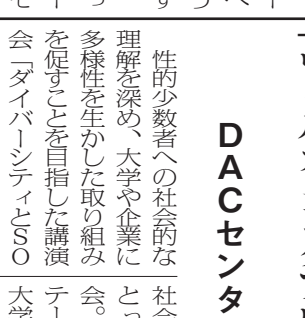 DACセンタ
性的少数者への社会的な
理解を深め、大学や企業に
多様性を生かした取り組み
を促すことを目指した講演
会「ダイバーシティとSO
社会
とっ
会。
テー
大学